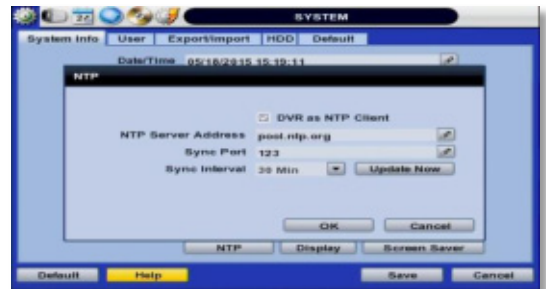 SYSTEM
System Info User Export/Import HDD Default
Date/Time 05/18/2015 15:19:11
NTP
DVR as NTP Client
NTP Server Address pool.ntp.org
Sync Port 123
Sync Interval 30 Min Update Now
OK Cancel
NTP Display Screen Saver
Default Help Save Cancel